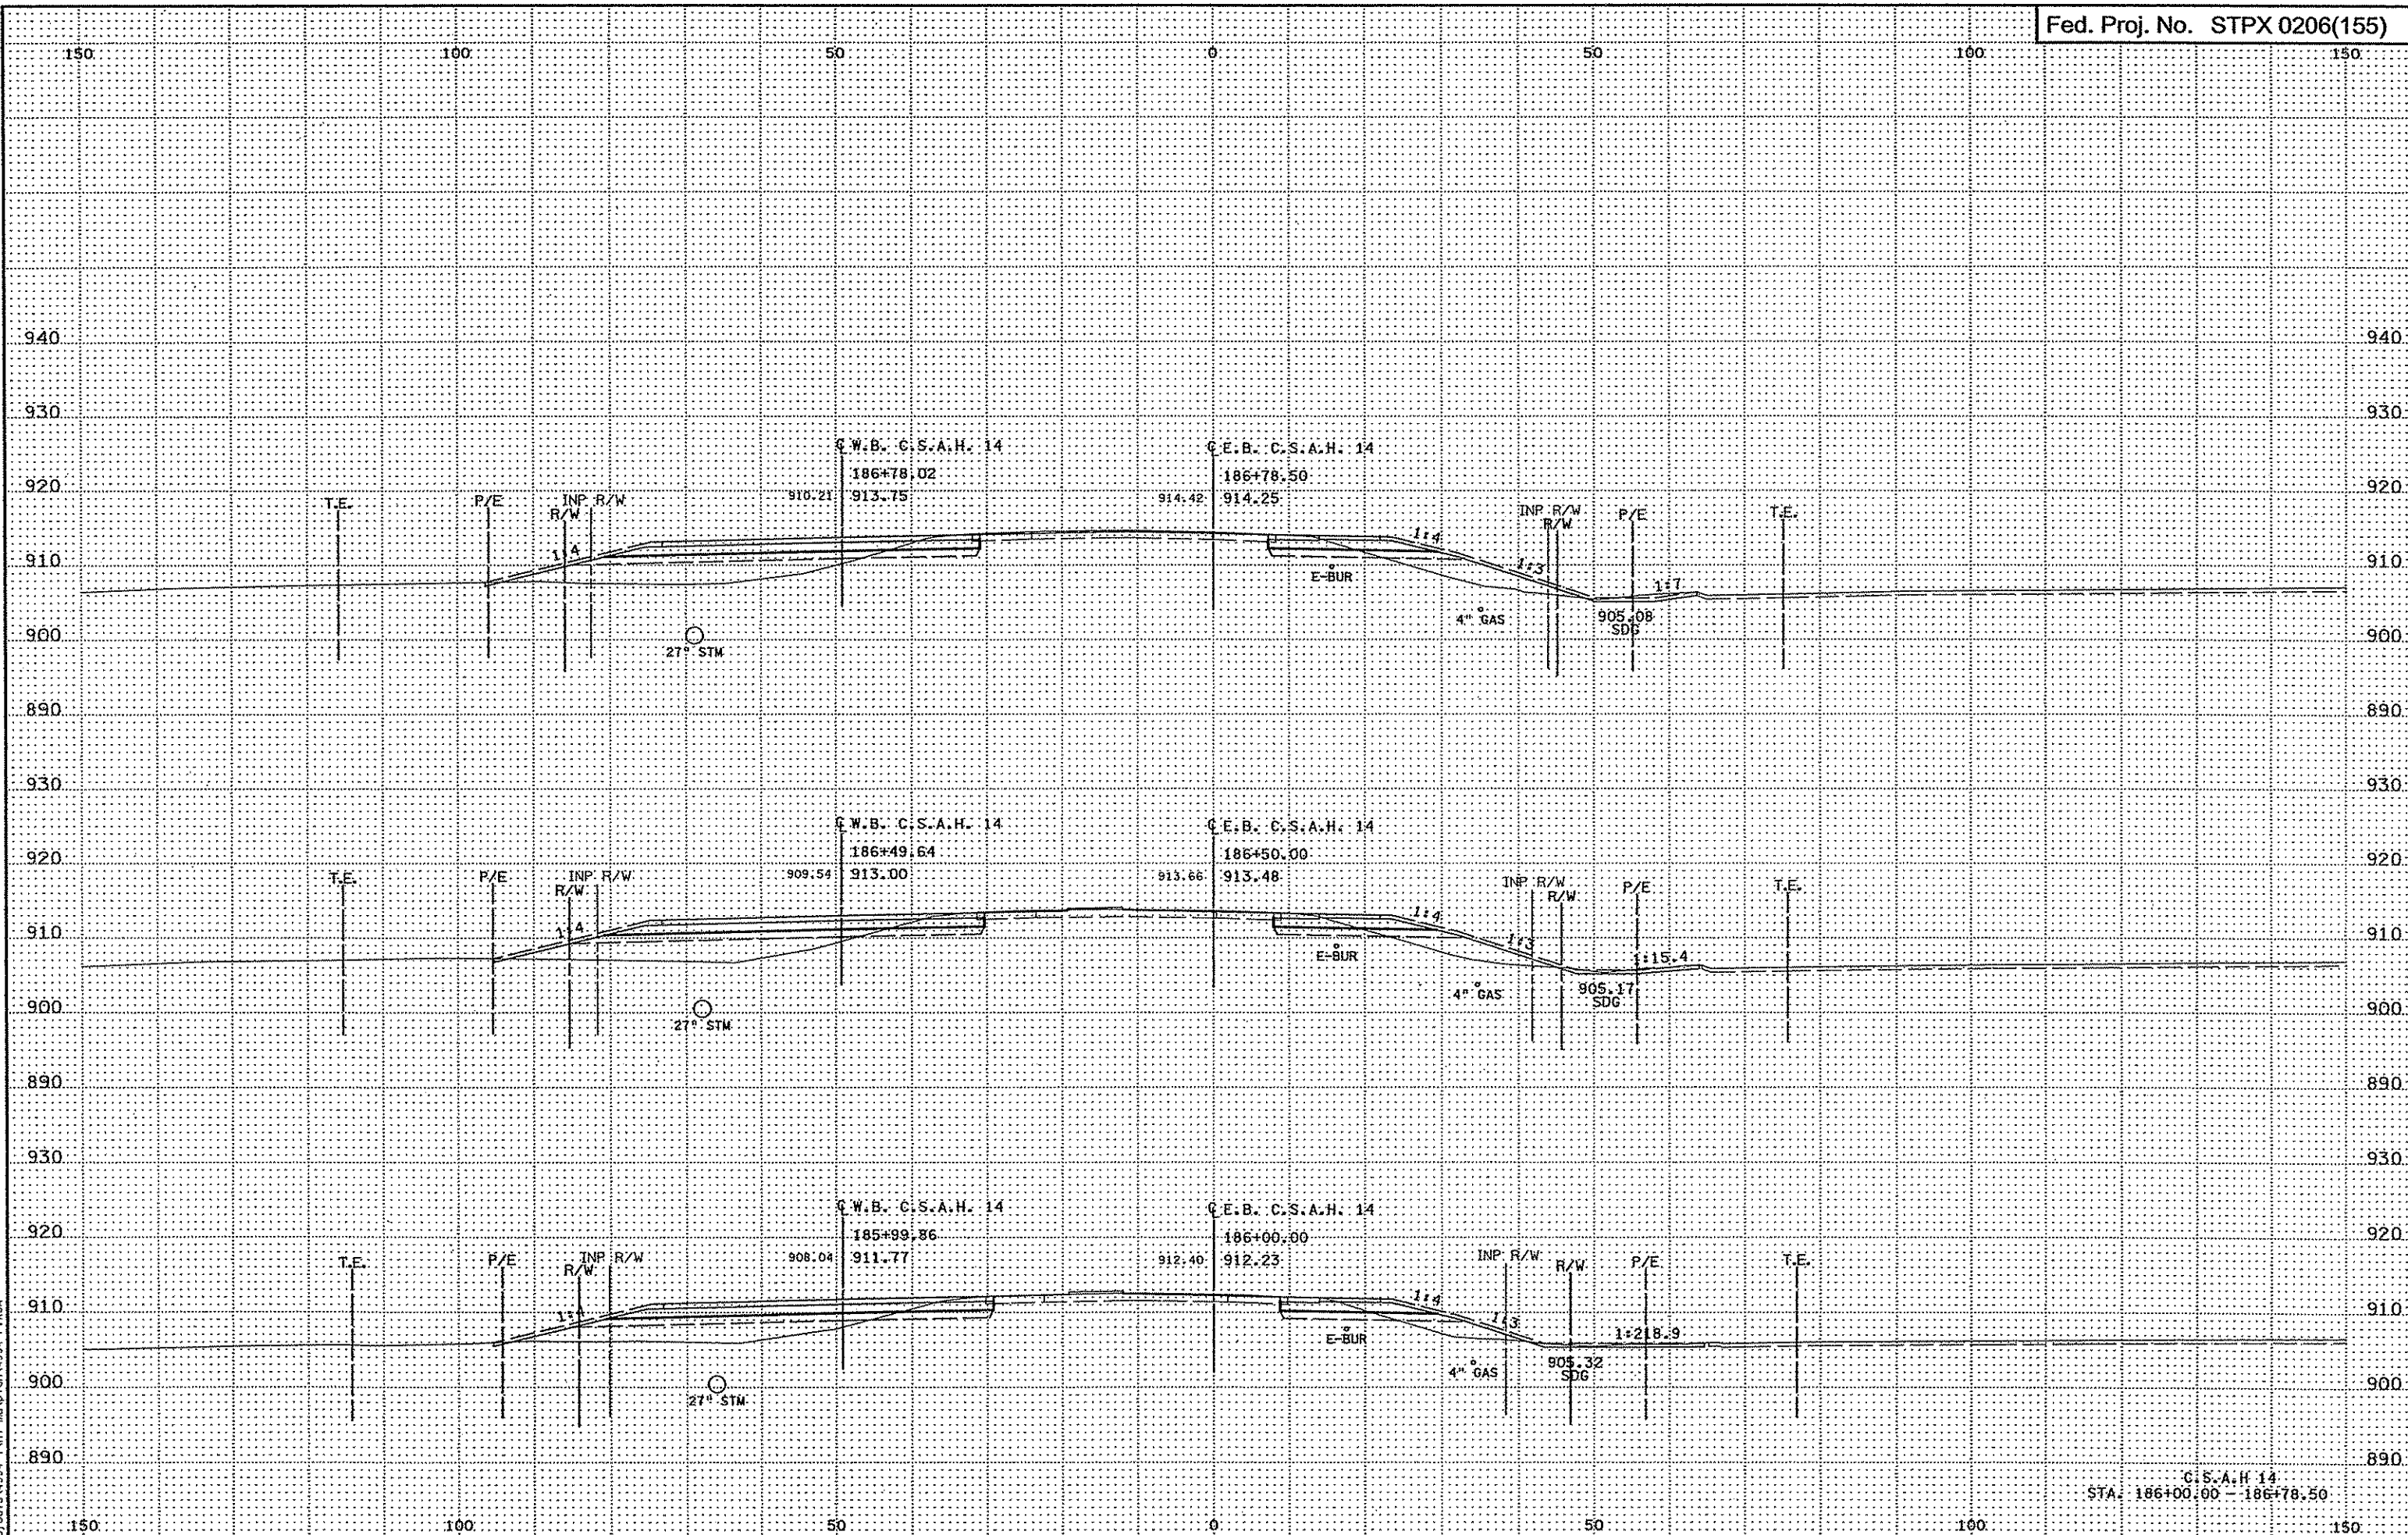 Fed. Proj. No. STPX 0206(155)
150 100 50 0 50 100 150
940 940
930 930
℄ W.B. C.S.A.H. 14 ℄ E.B. C.S.A.H. 14
186+78.02 186+78.50
920 920
910.21 913.75 914.42 914.25
T.E. P/E INP R/W INP R/W P/E T.E.
R/W R/W
1:4 1:4
910 910
1:3 1:7
E-BUR
4" GAS 905.08
SDG
900 900
27" STM
890 890
930 930
℄ W.B. C.S.A.H. 14 ℄ E.B. C.S.A.H. 14
186+49.64 186+50.00
920 920
909.54 913.00 913.66 913.48
T.E. P/E INP R/W INP R/W P/E T.E.
R/W R/W
1:4 1:4
910 910
1:3 1:15.4
E-BUR
4" GAS 905.17
SDG
900 900
27" STM
890 890
930 930
℄ W.B. C.S.A.H. 14 ℄ E.B. C.S.A.H. 14
185+99.86 186+00.00
920 920
908.04 911.77 912.40 912.23
T.E. P/E INP R/W INP R/W P/E T.E.
R/W R/W
1:4 1:4
910 910
1:3 1:218.9
E-BUR
4" GAS 905.32
SDG
900 900
27" STM
890 890
C.S.A.H 14
STA. 186+00.00 - 186+78.50
150 100 50 0 50 100 150